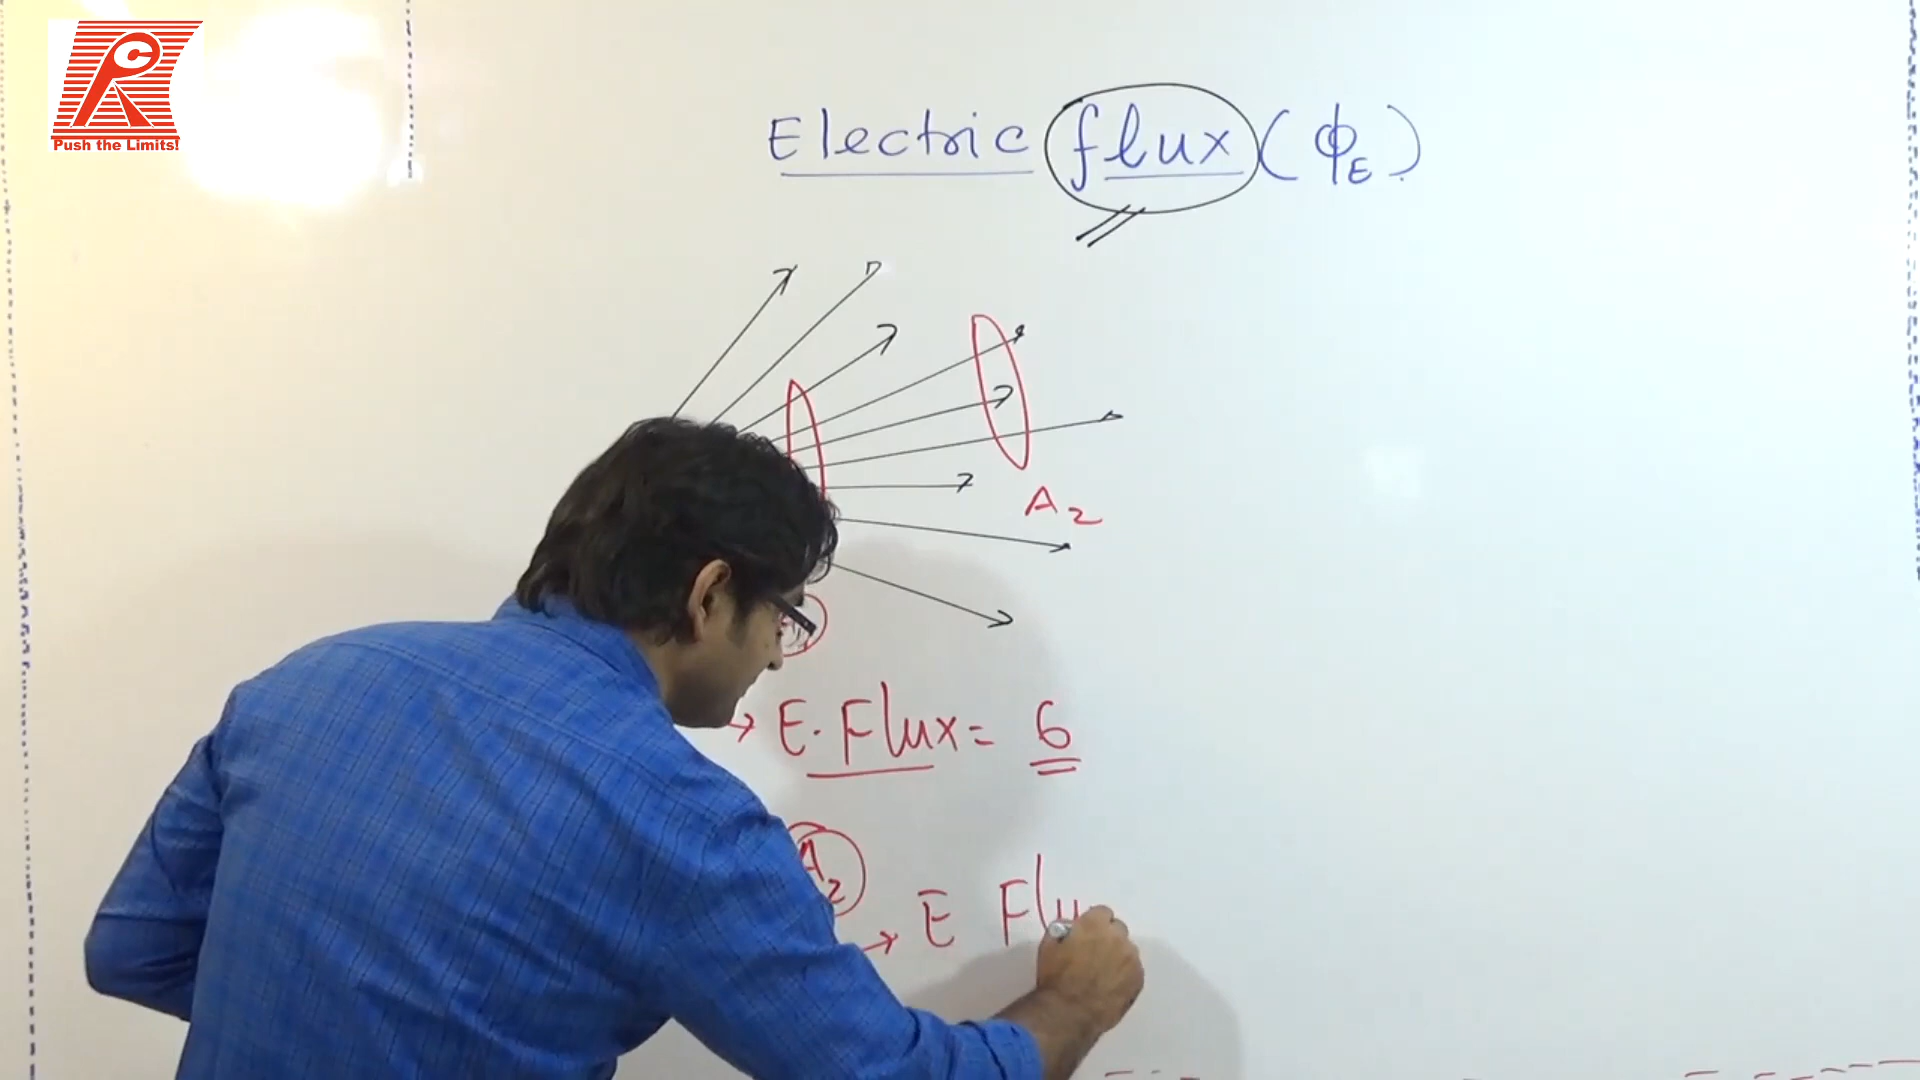 Push the Limits!
Electric flux (ϕE)
A2
→ E. Flux = 6
A2
→ E Flu